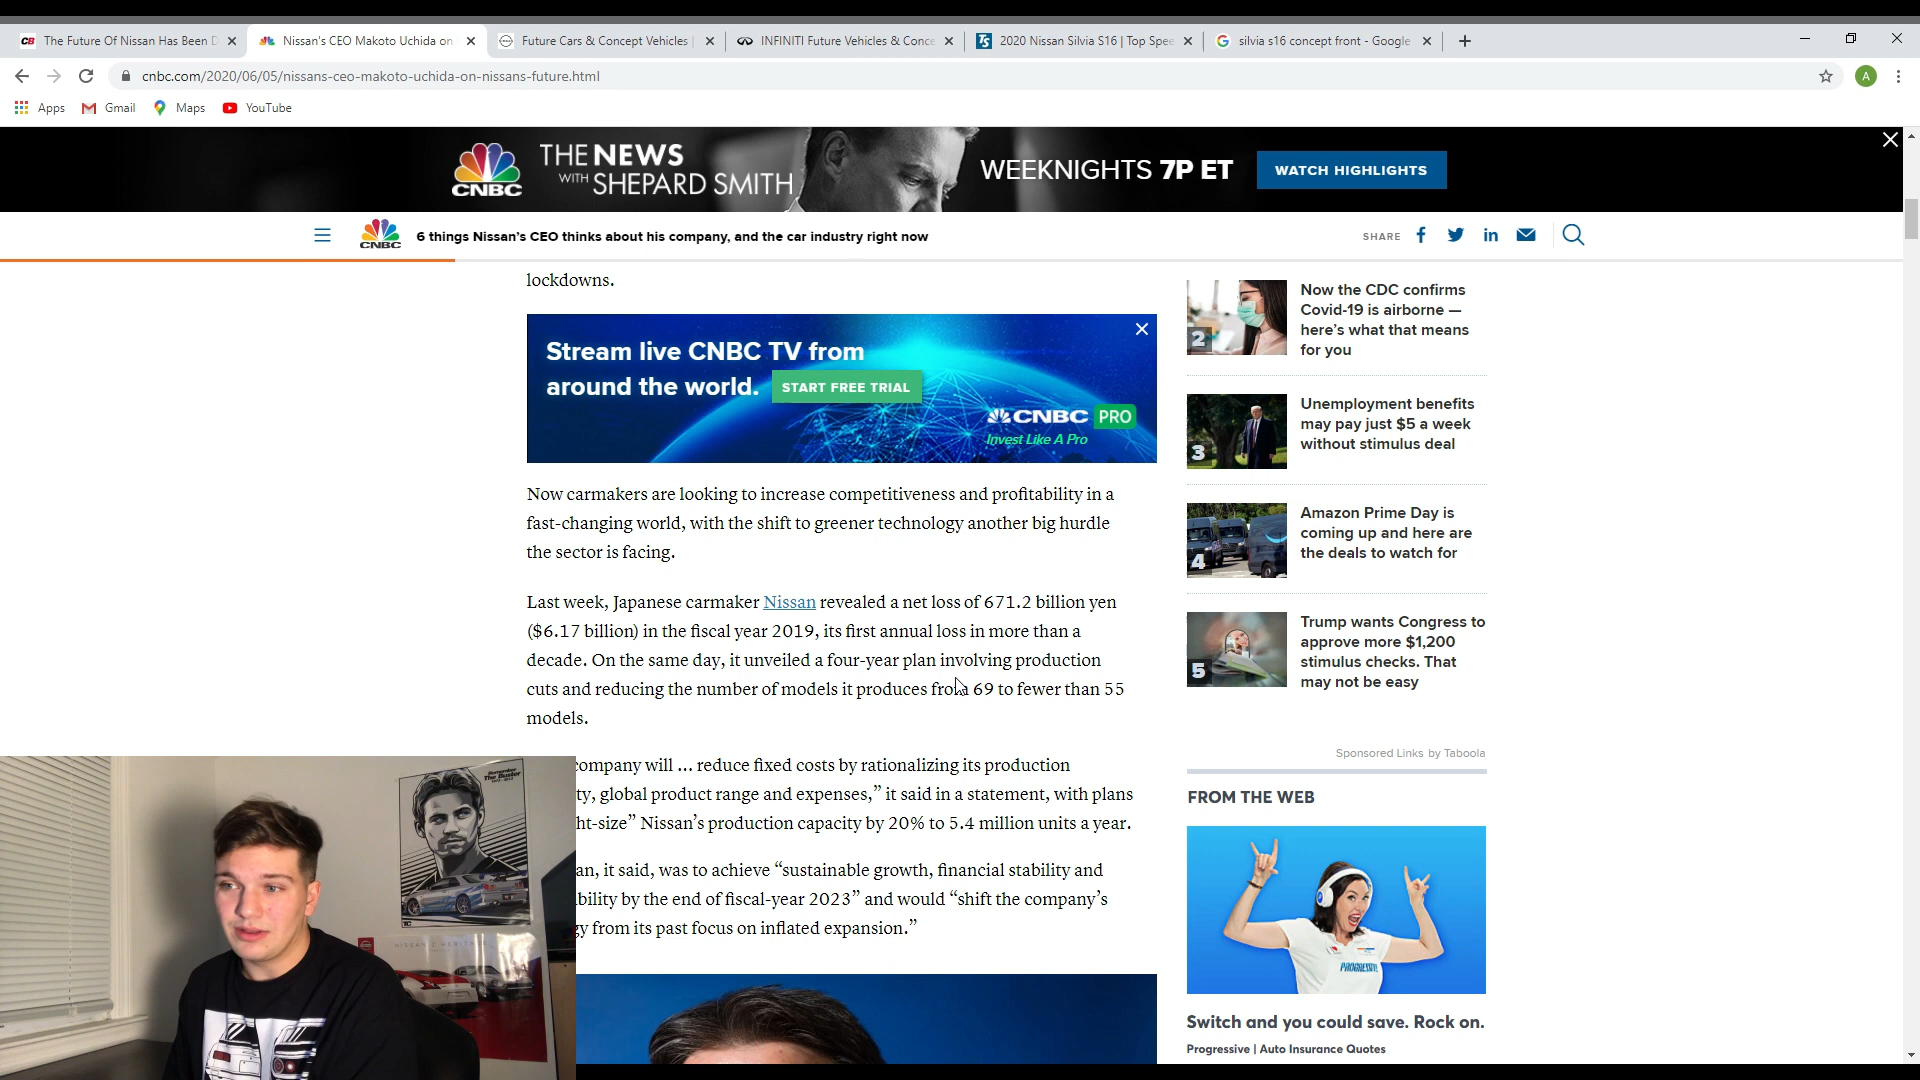 The Future Of Nissan Has Been D
Nissan's CEO Makoto Uchida on
Future Cars & Concept Vehicles |
INFINITI Future Vehicles & Conce
2020 Nissan Silvia S16 | Top Spee
silvia s16 concept front - Google
cnbc.com/2020/06/05/nissans-ceo-makoto-uchida-on-nissans-future.html
A
Apps
Gmail
Maps
YouTube
CNBC
THE NEWS
WITH SHEPARD SMITH
WEEKNIGHTS 7P ET
WATCH HIGHLIGHTS
CNBC
6 things Nissan’s CEO thinks about his company, and the car industry right now
SHARE
lockdowns.
Stream live CNBC TV from
around the world.
START FREE TRIAL
CNBC PRO
Invest Like A Pro
Now carmakers are looking to increase competitiveness and profitability in a
fast-changing world, with the shift to greener technology another big hurdle
the sector is facing.
Last week, Japanese carmaker Nissan revealed a net loss of 671.2 billion yen
($6.17 billion) in the fiscal year 2019, its first annual loss in more than a
decade. On the same day, it unveiled a four-year plan involving production
cuts and reducing the number of models it produces from 69 to fewer than 55
models.
ompany will ... reduce fixed costs by rationalizing its production
ty, global product range and expenses,” it said in a statement, with plans
ht-size” Nissan’s production capacity by 20% to 5.4 million units a year.
an, it said, was to achieve “sustainable growth, financial stability and
bility by the end of fiscal-year 2023” and would “shift the company’s
gy from its past focus on inflated expansion.”
2
Now the CDC confirms
Covid-19 is airborne —
here’s what that means
for you
3
Unemployment benefits
may pay just $5 a week
without stimulus deal
4
Amazon Prime Day is
coming up and here are
the deals to watch for
5
Trump wants Congress to
approve more $1,200
stimulus checks. That
may not be easy
Sponsored Links by Taboola
FROM THE WEB
PROGRESSIVE
Switch and you could save. Rock on.
Progressive | Auto Insurance Quotes